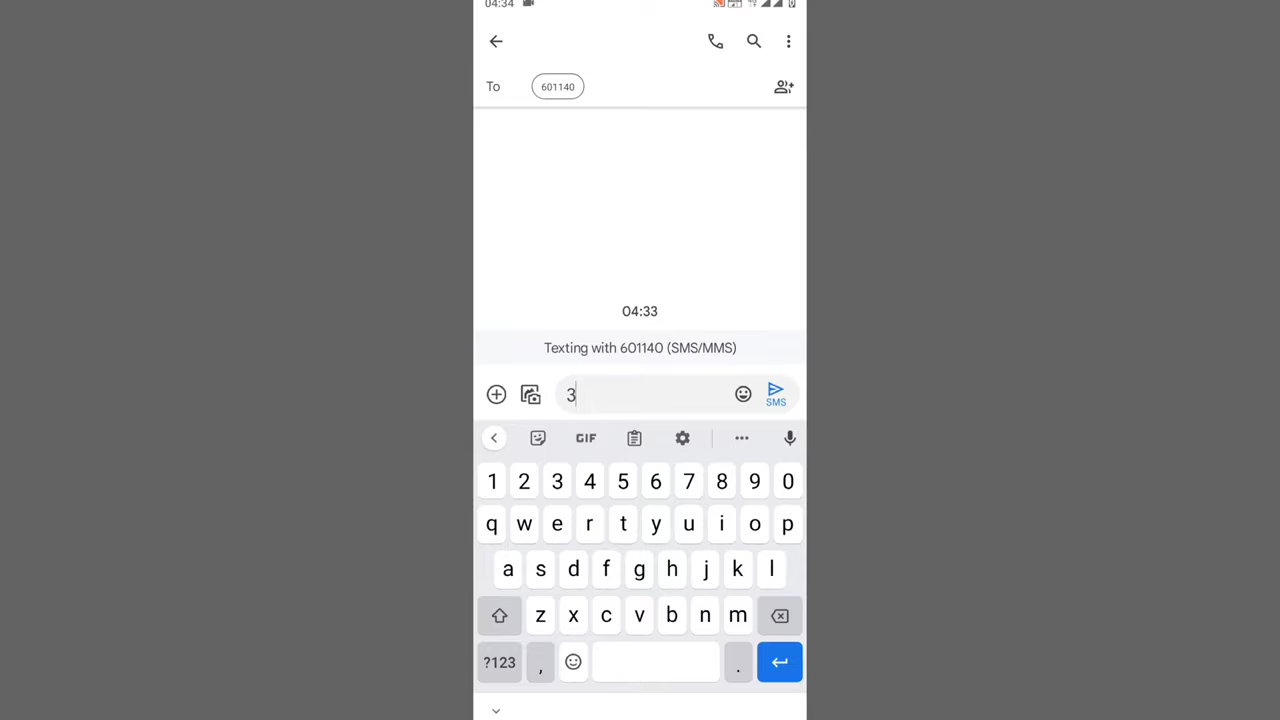 04:34
To 601140
04:33
Texting with 601140 (SMS/MMS)
3
SMS
GIF
1 2 3 4 5 6 7 8 9 0
q w e r t y u i o p
a s d f g h j k l
z x c v b n m
?123 , .